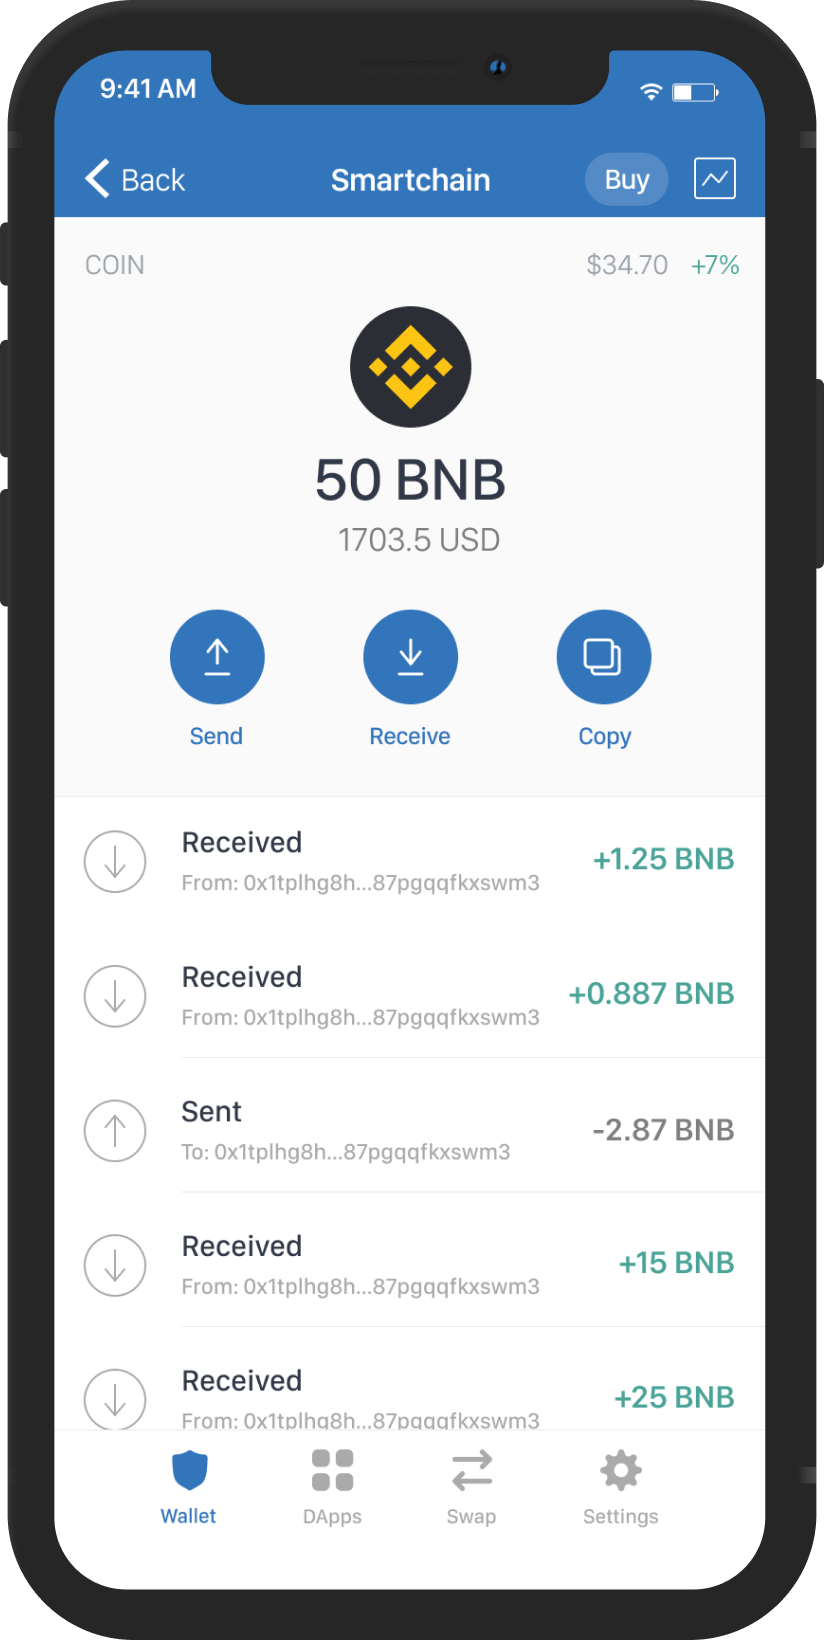 9:41 AM
Back Smartchain Buy
COIN $34.70 +7%
50 BNB
1703.5 USD
Send Receive Copy
Received +1.25 BNB
From: 0x1tplhg8h...87pgqqfkxswm3
Received +0.887 BNB
From: 0x1tplhg8h...87pgqqfkxswm3
Sent -2.87 BNB
To: 0x1tplhg8h...87pgqqfkxswm3
Received +15 BNB
From: 0x1tplhg8h...87pgqqfkxswm3
Received +25 BNB
From: 0x1tplhg8h...87pgqqfkxswm3
Wallet DApps Swap Settings